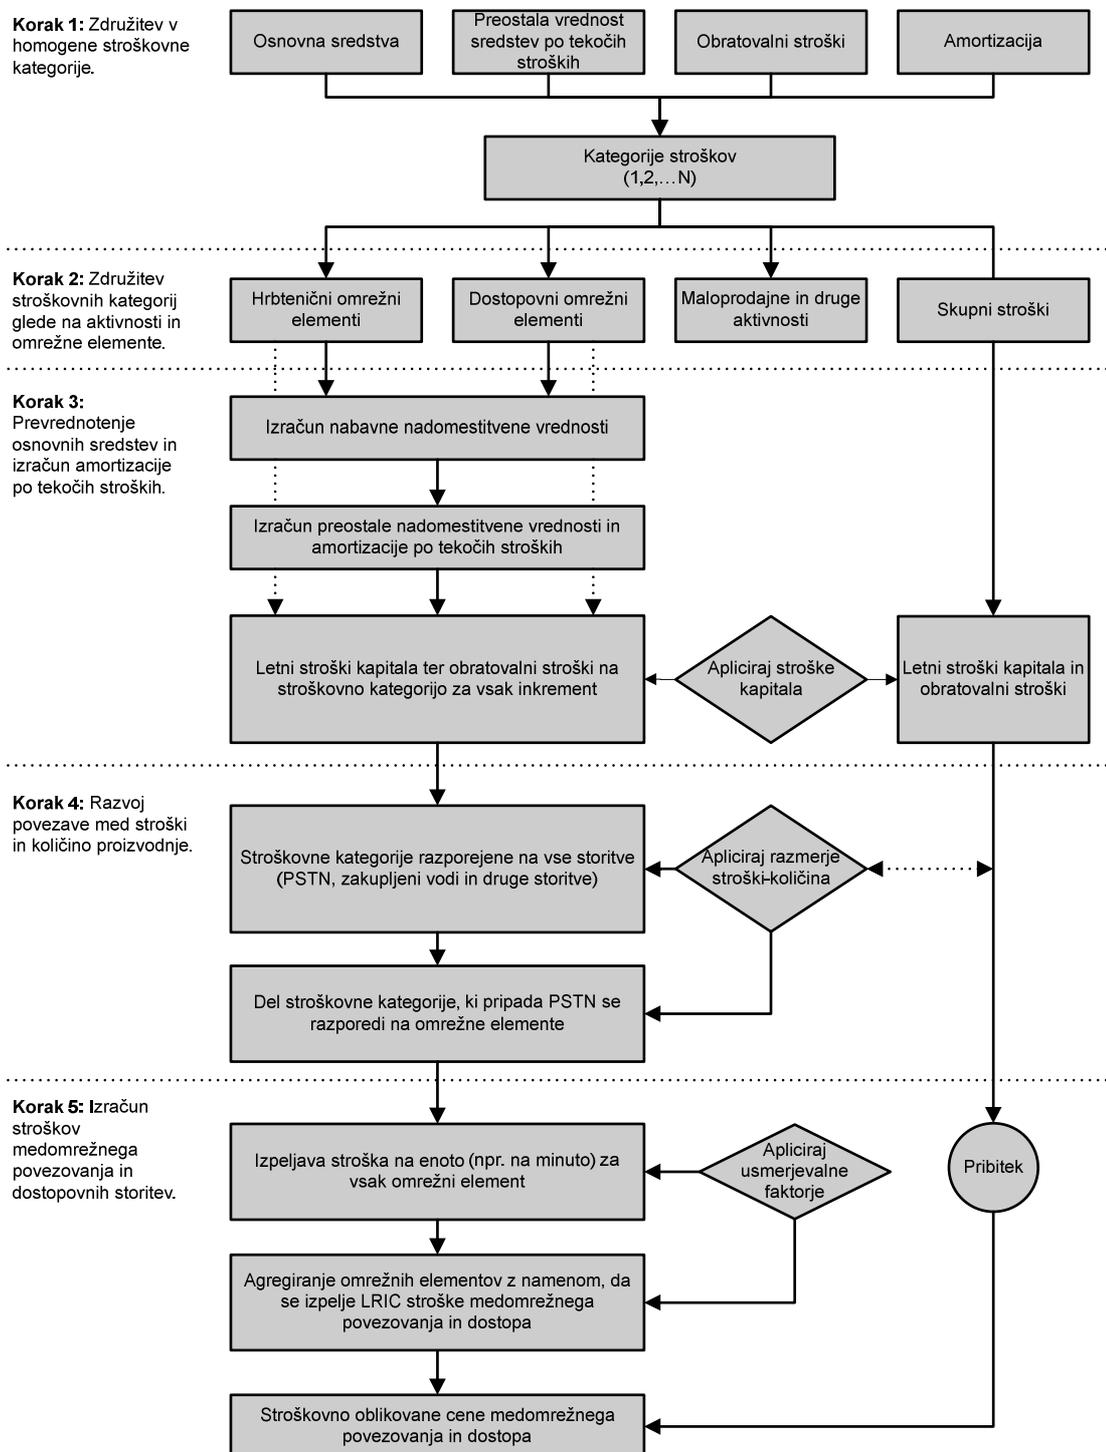 Korak 1: Združitev v
homogene stroškovne
kategorije.
Osnovna sredstva
Preostala vrednost
sredstev po tekočih
stroških
Obratovalni stroški
Amortizacija
Kategorije stroškov
(1,2,…N)
Korak 2: Združitev
stroškovnih kategorij
glede na aktivnosti in
omrežne elemente.
Hrbtenični omrežni
elementi
Dostopovni omrežni
elementi
Maloprodajne in druge
aktivnosti
Skupni stroški
Korak 3:
Prevrednotenje
osnovnih sredstev in
izračun amortizacije
po tekočih stroških.
Izračun nabavne nadomestitvene vrednosti
Izračun preostale nadomestitvene vrednosti in
amortizacije po tekočih stroških
Letni stroški kapitala ter obratovalni stroški na
stroškovno kategorijo za vsak inkrement
Apliciraj stroške
kapitala
Letni stroški kapitala in
obratovalni stroški
Korak 4: Razvoj
povezave med stroški
in količino proizvodnje.
Stroškovne kategorije razporejene na vse storitve
(PSTN, zakupljeni vodi in druge storitve)
Apliciraj razmerje
stroški-količina
Del stroškovne kategorije, ki pripada PSTN se
razporedi na omrežne elemente
Korak 5: Izračun
stroškov
medomrežnega
povezovanja in
dostopovnih storitev.
Izpeljava stroška na enoto (npr. na minuto) za
vsak omrežni element
Apliciraj
usmerjevalne
faktorje
Pribitek
Agregiranje omrežnih elementov z namenom, da
se izpelje LRIC stroške medomrežnega
povezovanja in dostopa
Stroškovno oblikovane cene medomrežnega
povezovanja in dostopa